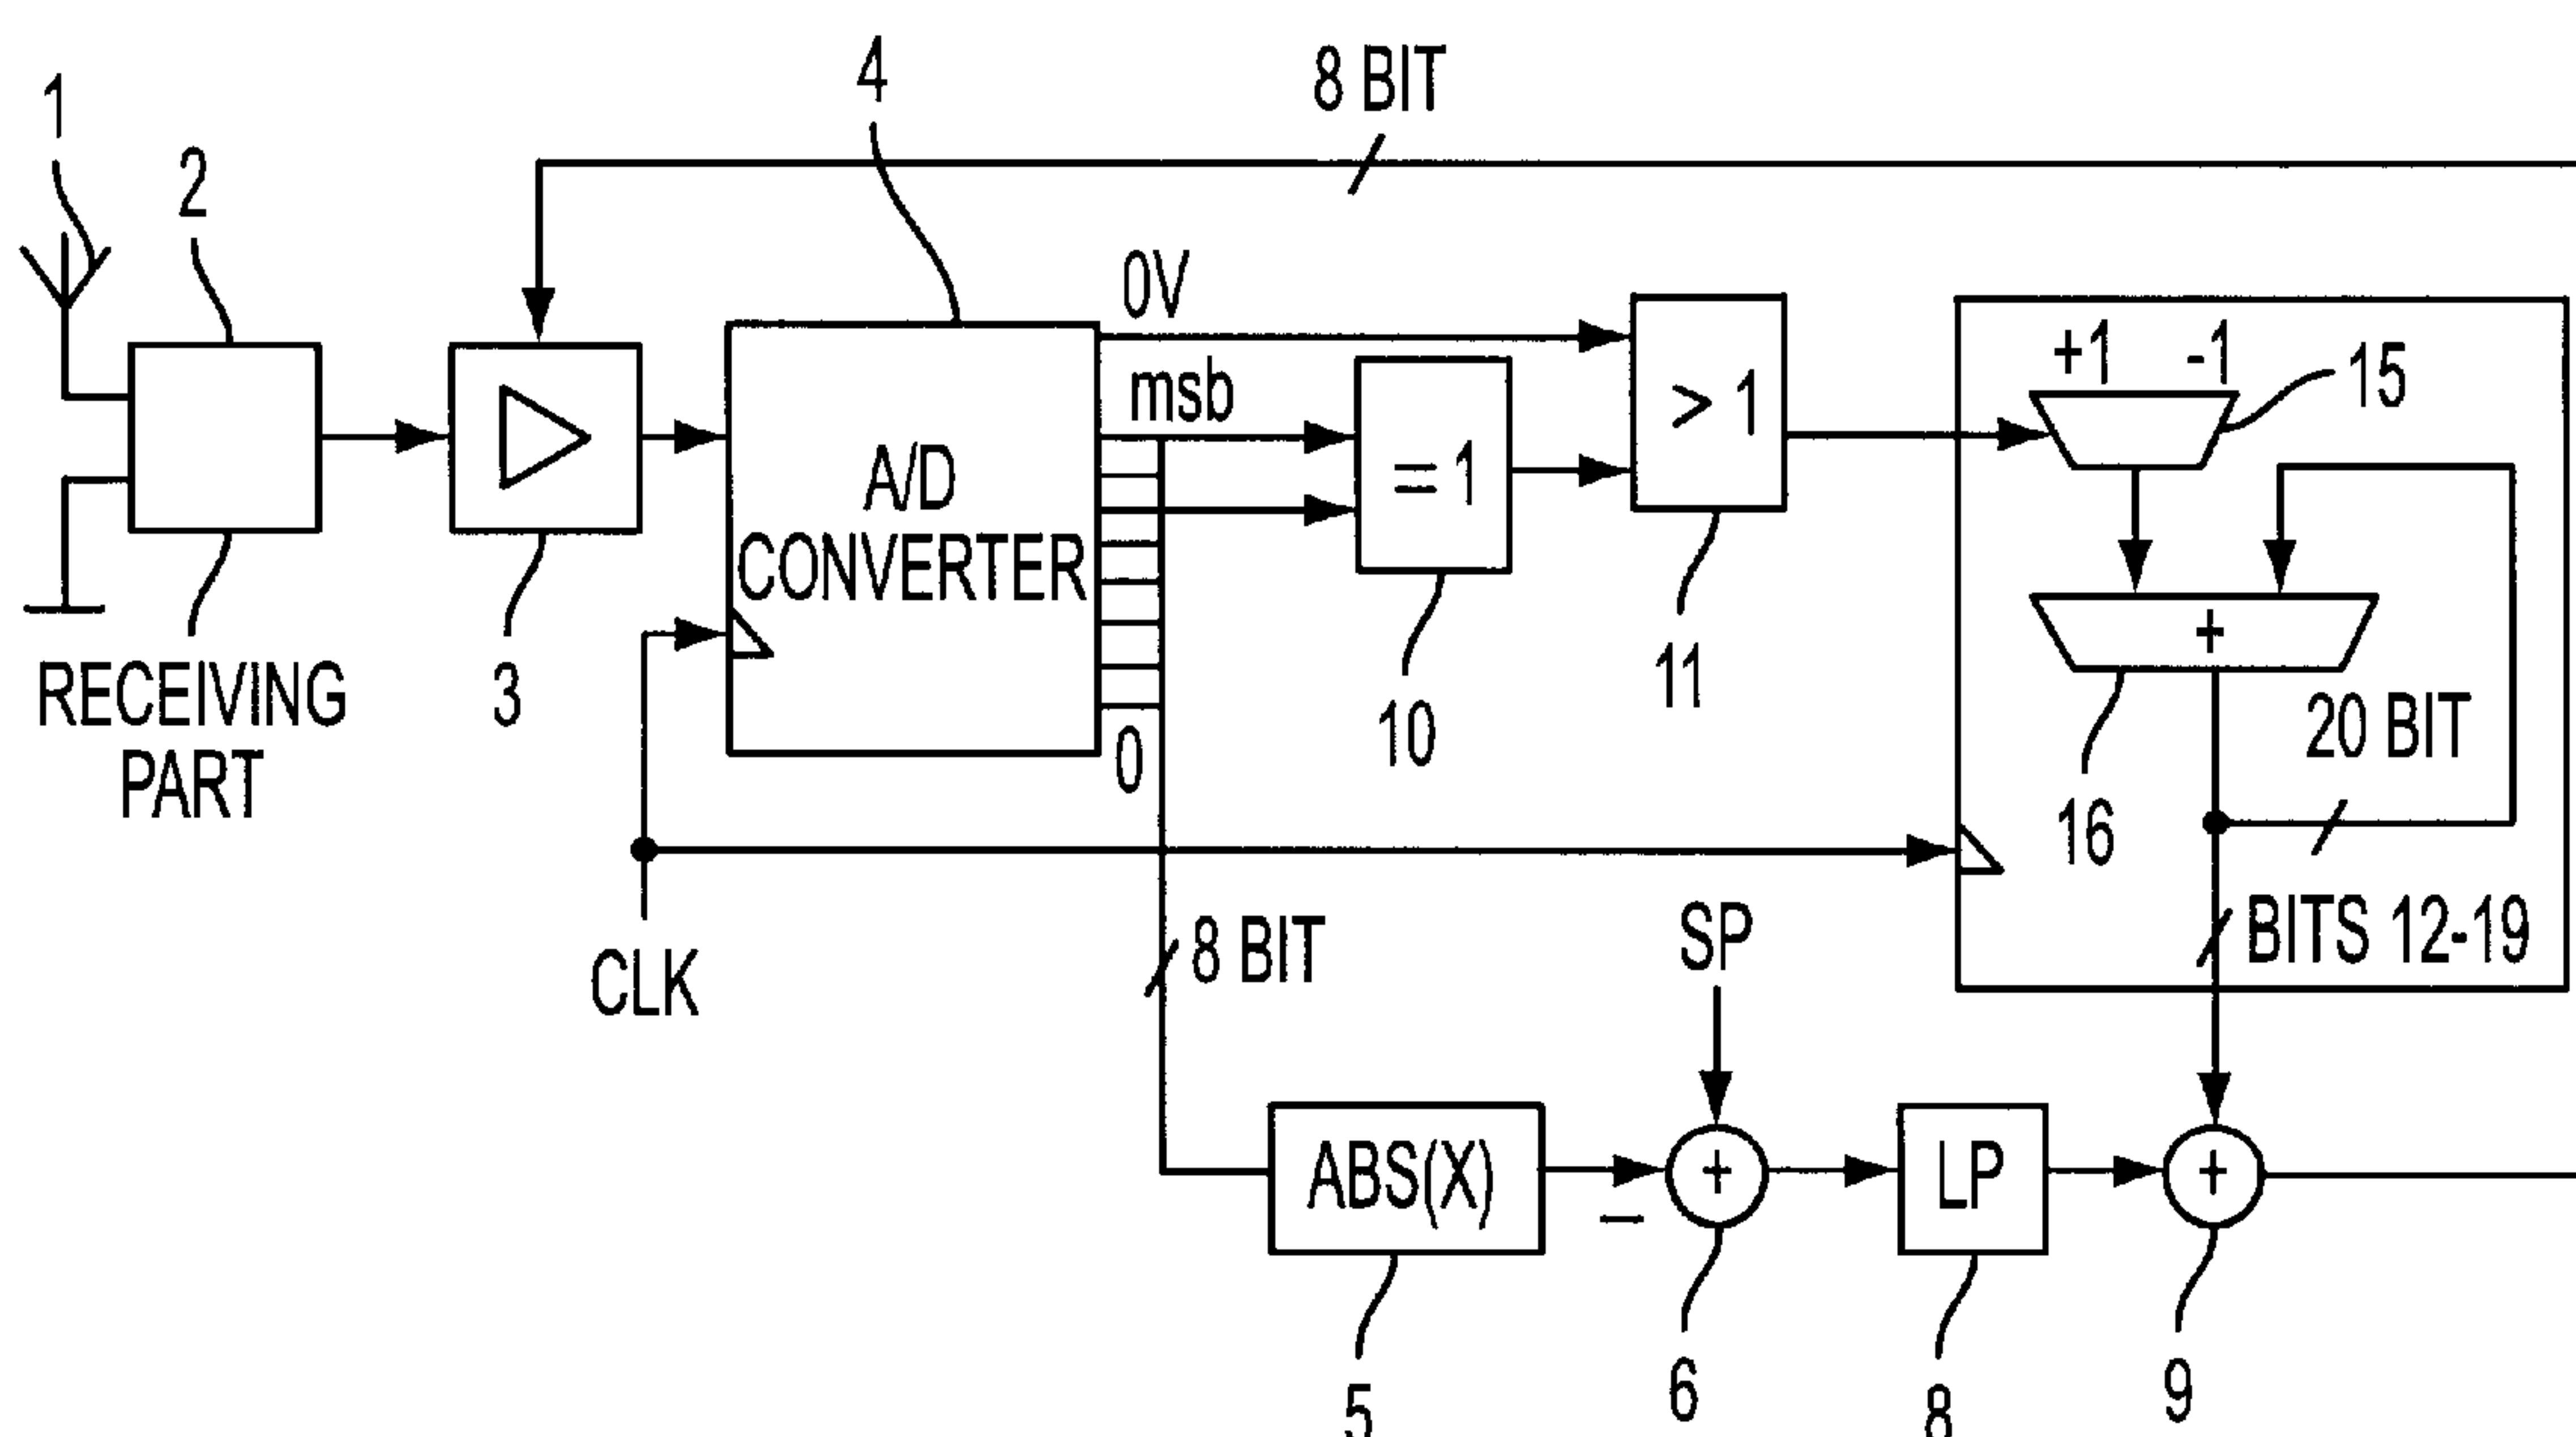 1
2
4
8 BIT
0V
msb
A/D
CONVERTER
= 1
> 1
+1 -1
15
+
20 BIT
16
BITS 12-19
11
10
3
RECEIVING
PART
0
CLK
8 BIT
SP
ABS(X)
−
+
LP
+
5
6
8
9